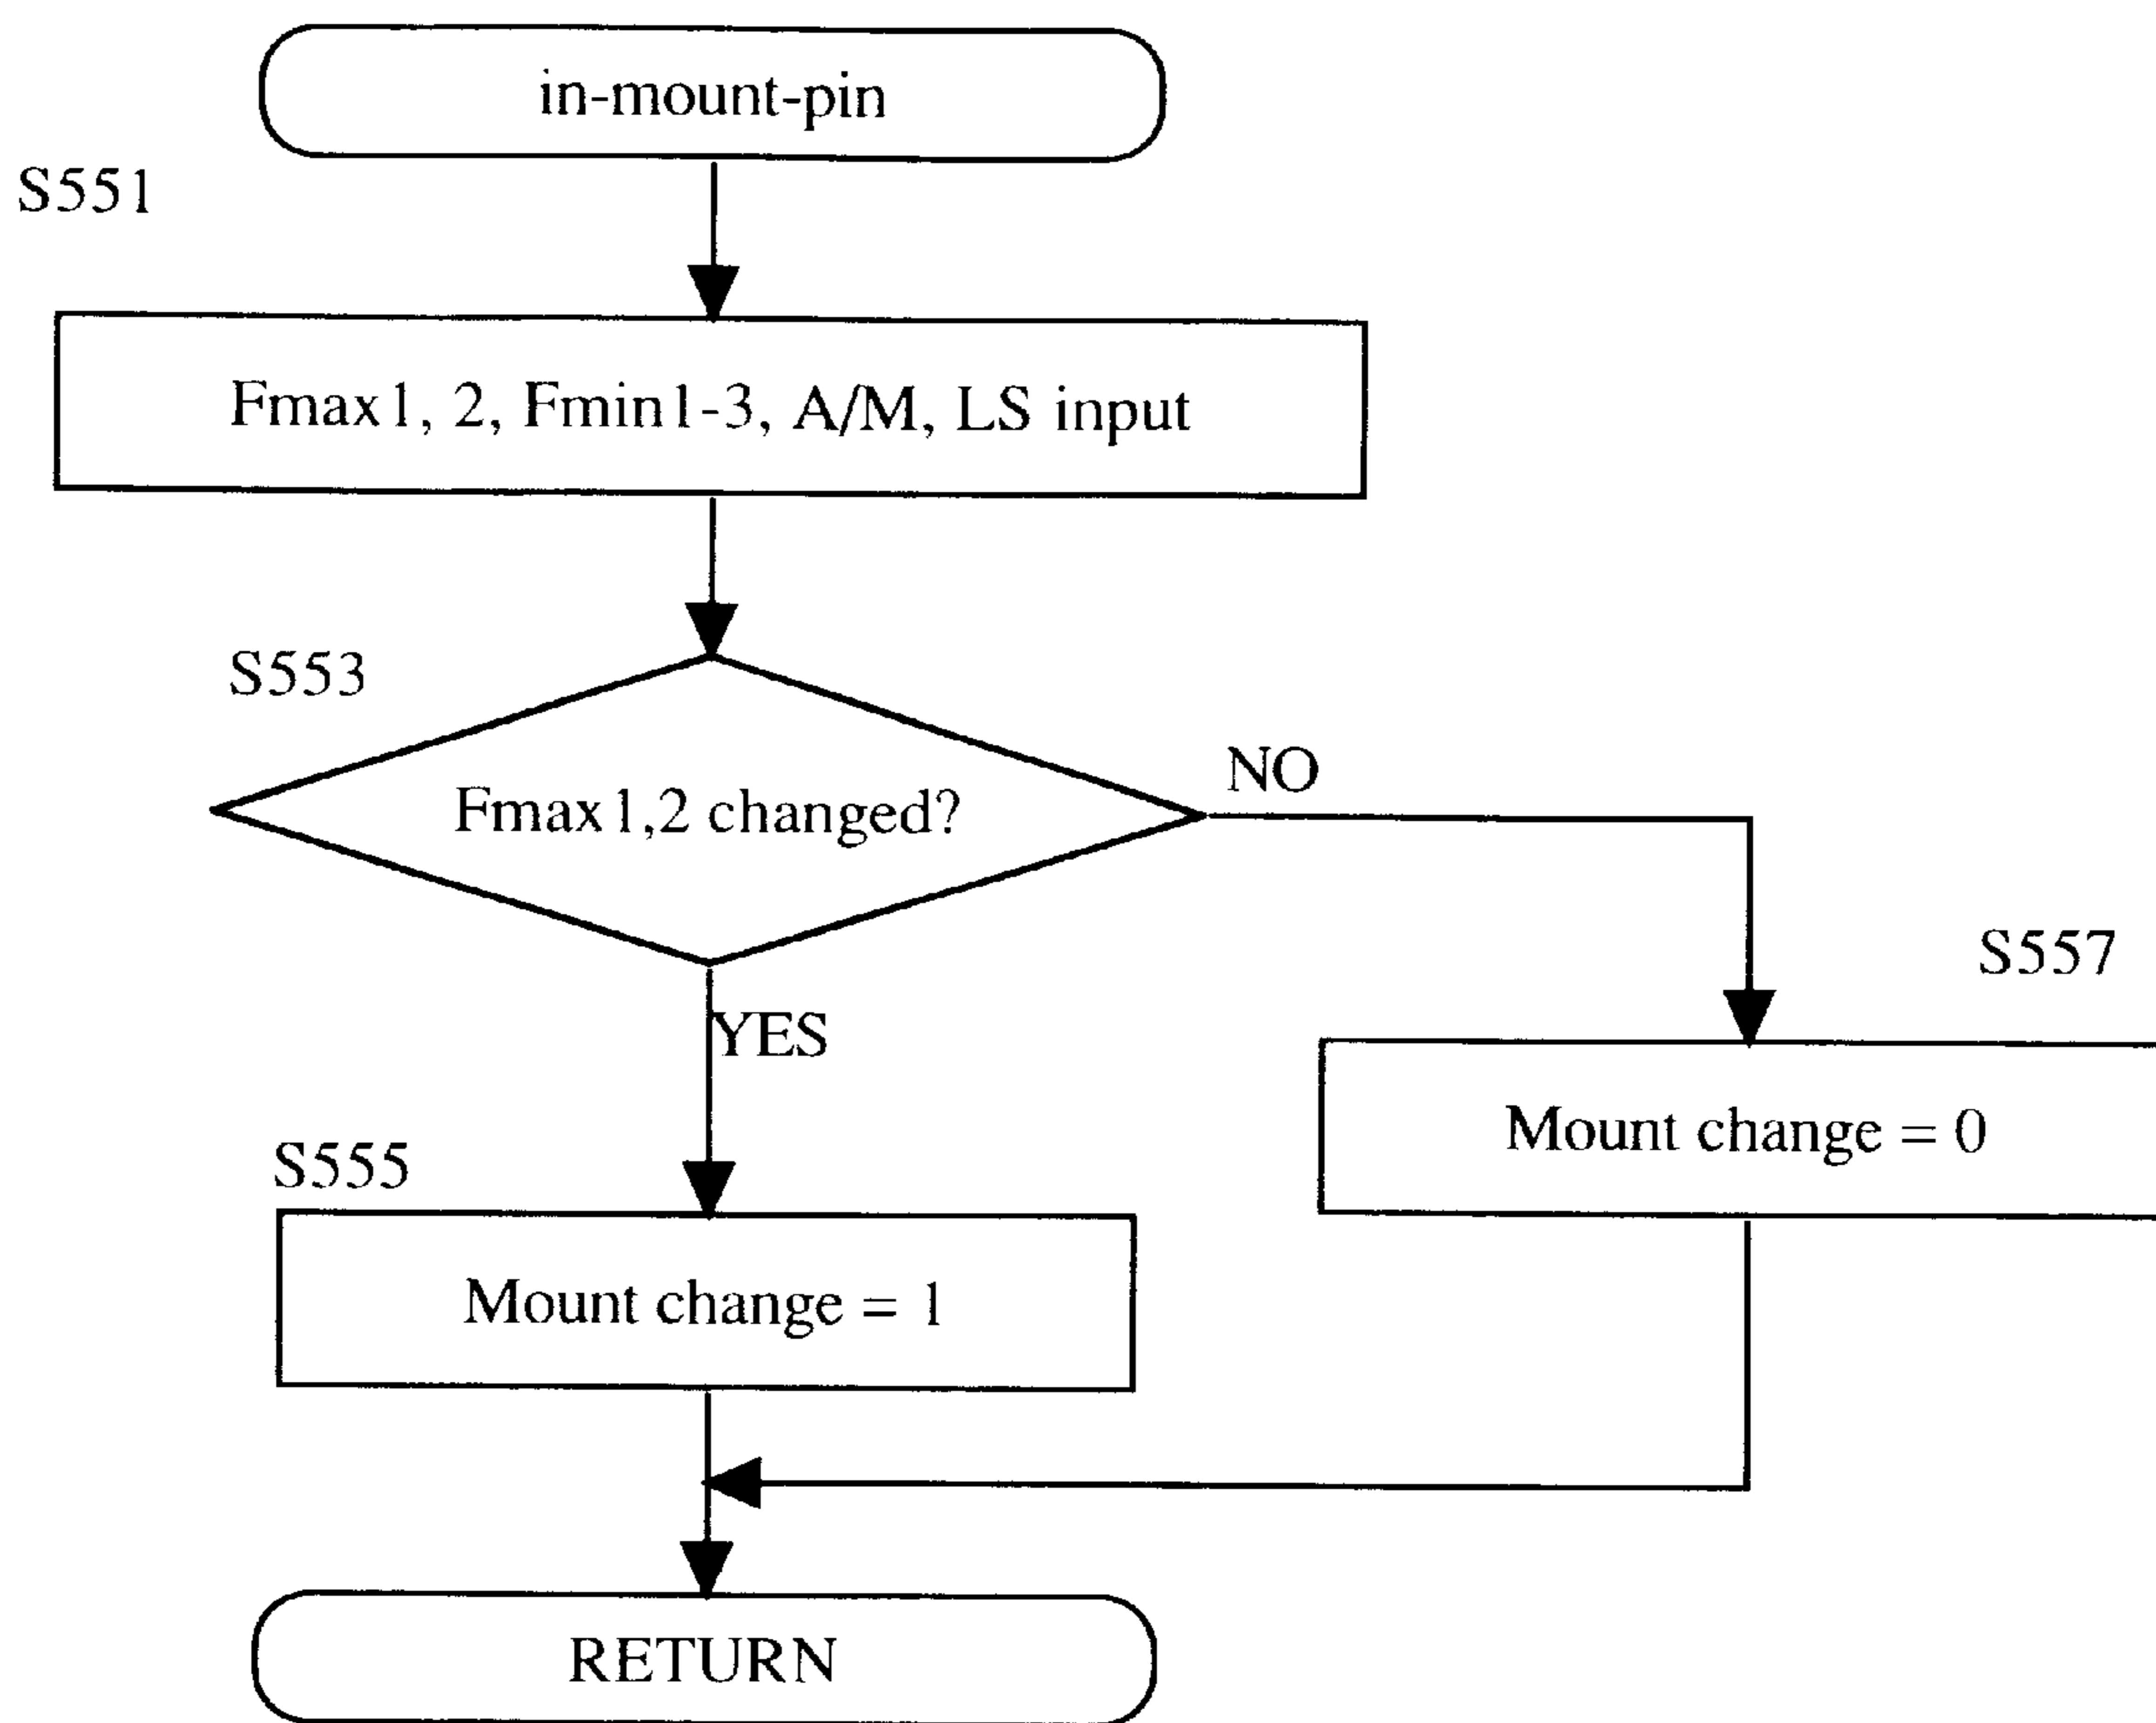 in-mount-pin
S551
Fmax1, 2, Fmin1-3, A/M, LS input
S553
Fmax1,2 changed?
NO
YES
S557
Mount change = 0
S555
Mount change = 1
RETURN